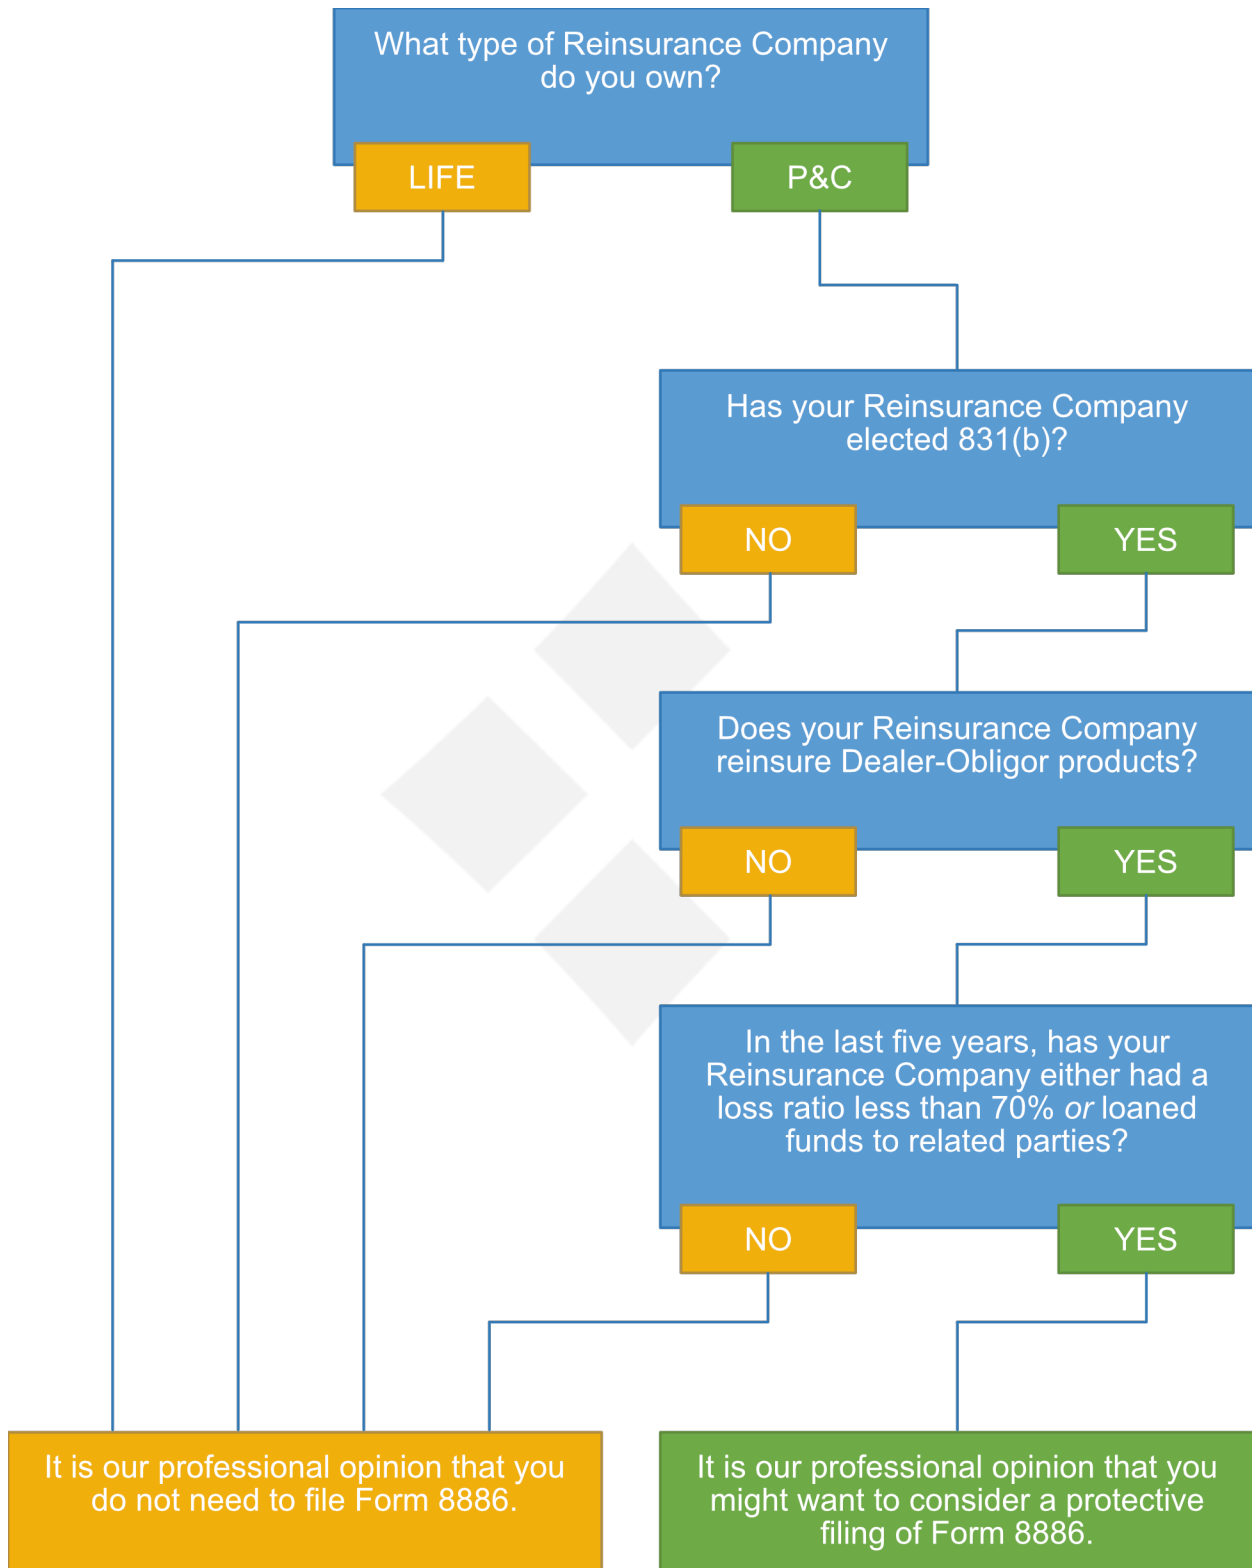 What type of Reinsurance Company
do you own?
LIFE
P&C
Has your Reinsurance Company
elected 831(b)?
NO
YES
Does your Reinsurance Company
reinsure Dealer-Obligor products?
NO
YES
In the last five years, has your
Reinsurance Company either had a
loss ratio less than 70% or loaned
funds to related parties?
NO
YES
It is our professional opinion that you
do not need to file Form 8886.
It is our professional opinion that you
might want to consider a protective
filing of Form 8886.